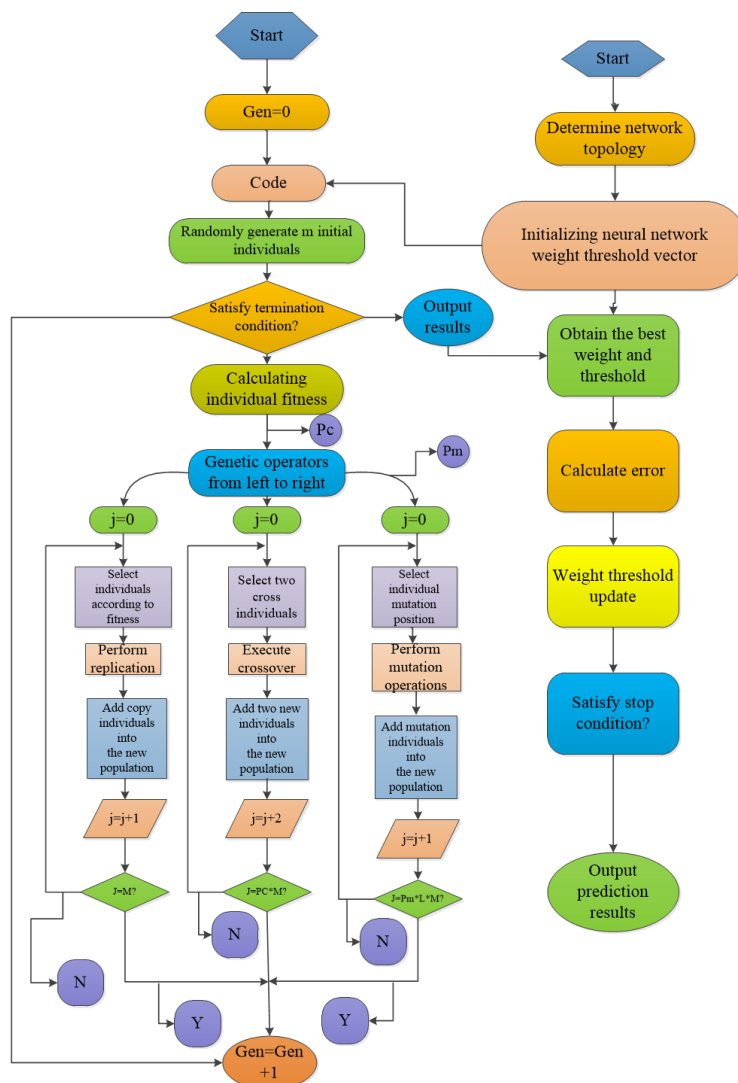 Start
Gen=0
Code
Randomly generate m initial
individuals
Satisfy termination
condition?
Output
results
Calculating
individual fitness
Pc
Genetic operators
from left to right
Pm
j=0
Select
individuals
according to
fitness
Perform
replication
Add copy
individuals
into
the new
population
j=j+1
J=M?
N
Y
j=0
Select two
cross
individuals
Execute
crossover
Add two new
individuals
into
the new
population
j=j+2
J=PC*M?
N
j=0
Select
individual
mutation
position
Perform
mutation
operations
Add mutation
individuals
into
the new
population
j=j+1
J=Pm*L*M?
N
Y
Gen=Gen
+1
Start
Determine network
topology
Initializing neural network
weight threshold vector
Obtain the best
weight and
threshold
Calculate error
Weight threshold
update
Satisfy stop
condition?
Output
prediction
results